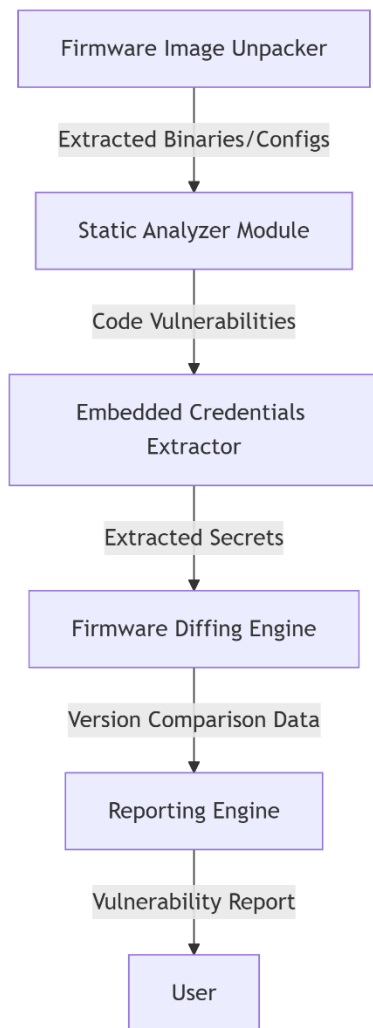 Firmware Image Unpacker
Extracted Binaries/Configs
Static Analyzer Module
Code Vulnerabilities
Embedded Credentials
Extractor
Extracted Secrets
Firmware Diffing Engine
Version Comparison Data
Reporting Engine
Vulnerability Report
User